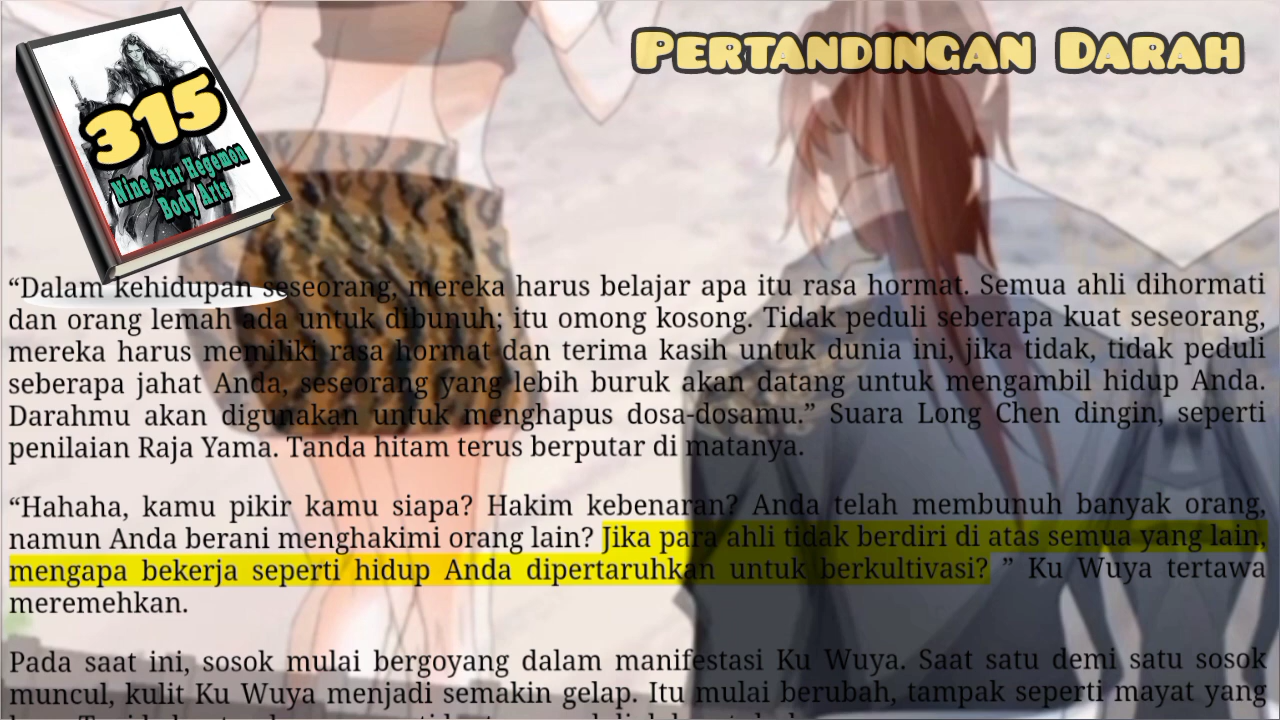 315
Nine Star Hegemon
Body Arts
Pertandingan Darah
“Dalam kehidupan seseorang, mereka harus belajar apa itu rasa hormat. Semua ahli dihormati
dan orang lemah ada untuk dibunuh; itu omong kosong. Tidak peduli seberapa kuat seseorang,
mereka harus memiliki rasa hormat dan terima kasih untuk dunia ini, jika tidak, tidak peduli
seberapa jahat Anda, seseorang yang lebih buruk akan datang untuk mengambil hidup Anda.
Darahmu akan digunakan untuk menghapus dosa-dosamu.” Suara Long Chen dingin, seperti
penilaian Raja Yama. Tanda hitam terus berputar di matanya.
“Hahaha, kamu pikir kamu siapa? Hakim kebenaran? Anda telah membunuh banyak orang,
namun Anda berani menghakimi orang lain? Jika para ahli tidak berdiri di atas semua yang lain,
mengapa bekerja seperti hidup Anda dipertaruhkan untuk berkultivasi? ” Ku Wuya tertawa
meremehkan.
Pada saat ini, sosok mulai bergoyang dalam manifestasi Ku Wuya. Saat satu demi satu sosok
muncul, kulit Ku Wuya menjadi semakin gelap. Itu mulai berubah, tampak seperti mayat yang